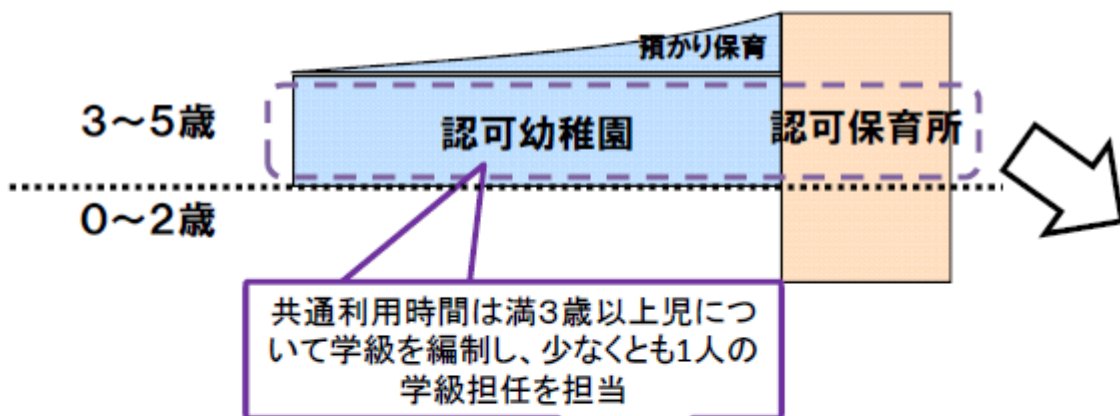 預かり保育
3～5歳
認可幼稚園
認可保育所
0～2歳
共通利用時間は満3歳以上児につ
いて学級を編制し、少なくとも1人の
学級担任を担当